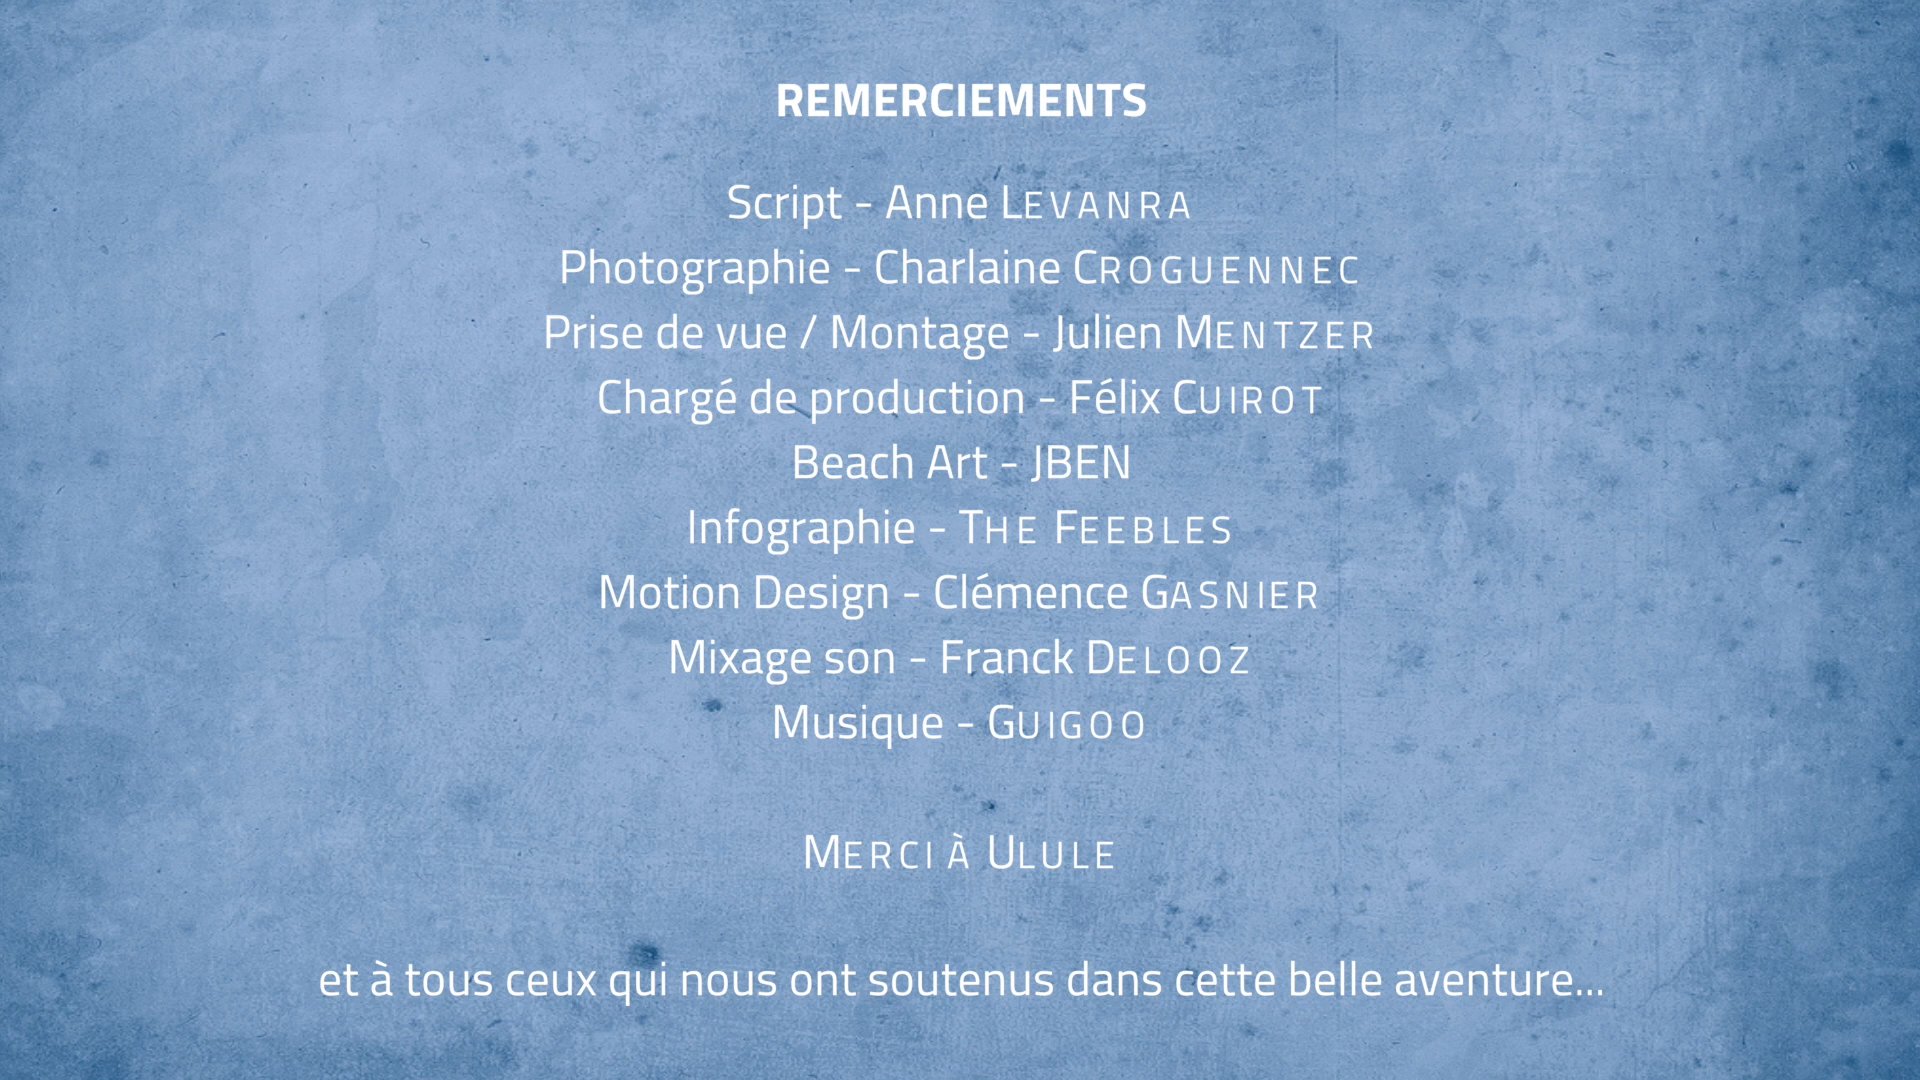 REMERCIEMENTS
Script - Anne LEVANRA
Photographie - Charlaine CROGUENNEC
Prise de vue / Montage - Julien MENTZER
Chargé de production - Félix CUIROT
Beach Art - JBEN
Infographie - THE FEEBLES
Motion Design - Clémence GASNIER
Mixage son - Franck DELOOZ
Musique - GUIGOO
MERCI À ULULE
et à tous ceux qui nous ont soutenus dans cette belle aventure...